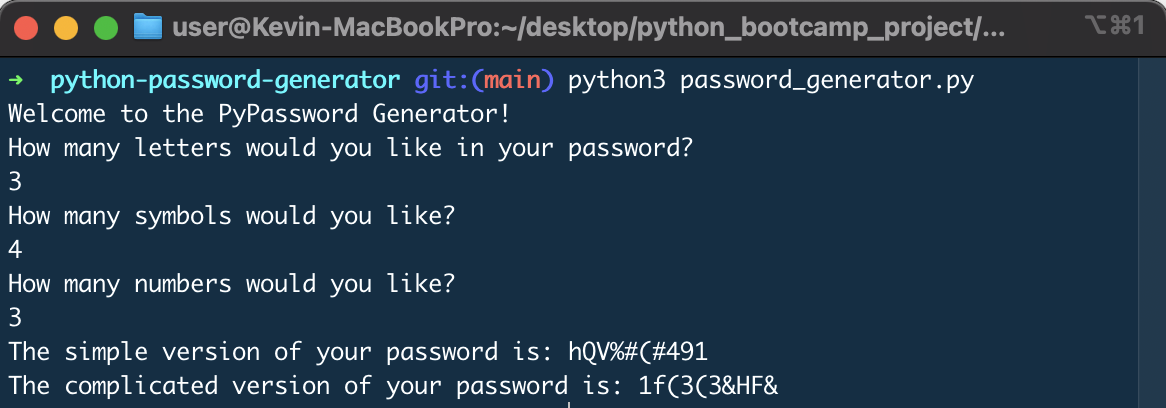 user@Kevin-MacBookPro:~/desktop/python_bootcamp_project/... ⌥⌘1
→ python-password-generator git:(main) python3 password_generator.py
Welcome to the PyPassword Generator!
How many letters would you like in your password?
3
How many symbols would you like?
4
How many numbers would you like?
3
The simple version of your password is: hQV%#(#491
The complicated version of your password is: 1f(3(3&HF&